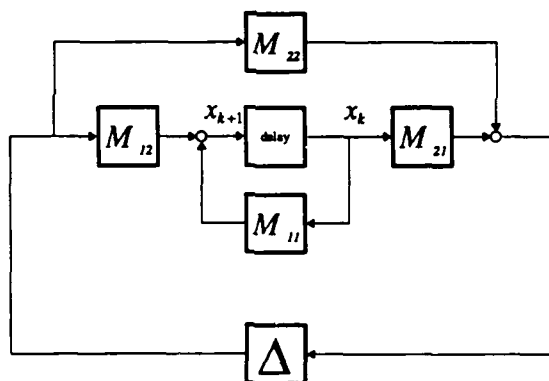 M₂₂
xₖ₊₁
xₖ
M₁₂
delay
M₂₁
M₁₁
Δ